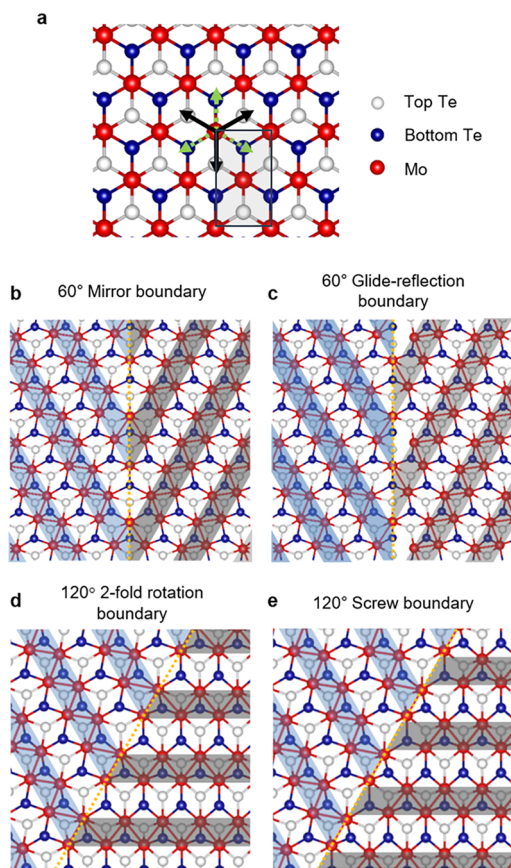 a
Top Te
Bottom Te
Mo
b
60° Mirror boundary
c
60° Glide-reflection
boundary
d
120° 2-fold rotation
boundary
e
120° Screw boundary